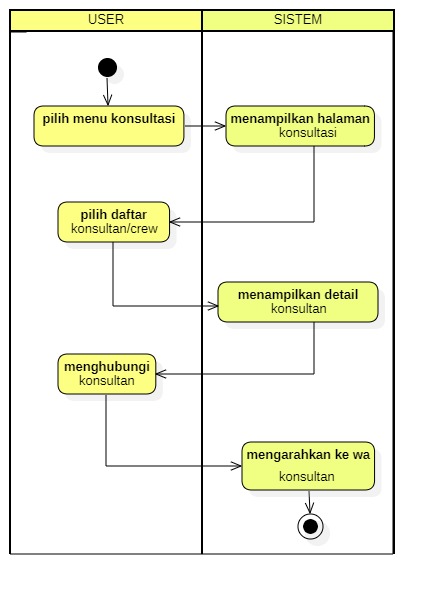 USER
SISTEM
pilih menu konsultasi
menampilkan halaman
konsultasi
pilih daftar
konsultan/crew
menampilkan detail
konsultan
menghubungi
konsultan
mengarahkan ke wa
konsultan